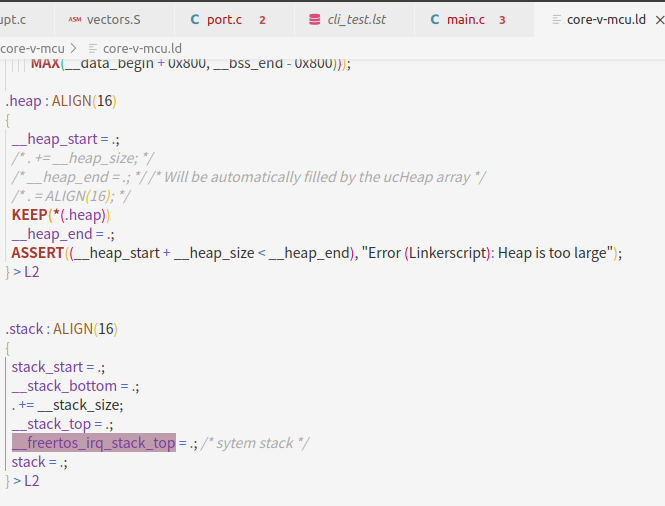 upt.c
ASM vectors.S
C port.c 2
cli_test.lst
C main.c 3
core-v-mcu.ld
core-v-mcu > core-v-mcu.ld
MAX(__data_begin + 0x800, __bss_end - 0x800)));
.heap : ALIGN(16)
{
__heap_start = .;
/* . += __heap_size; */
/* __heap_end = .; */ /* Will be automatically filled by the ucHeap array */
/* . = ALIGN(16); */
KEEP(*(.heap))
__heap_end = .;
ASSERT((__heap_start + __heap_size < __heap_end), "Error (Linkerscript): Heap is too large");
} > L2
.stack : ALIGN(16)
{
stack_start = .;
__stack_bottom = .;
. += __stack_size;
__stack_top = .;
__freertos_irq_stack_top = .; /* sytem stack */
stack = .;
} > L2